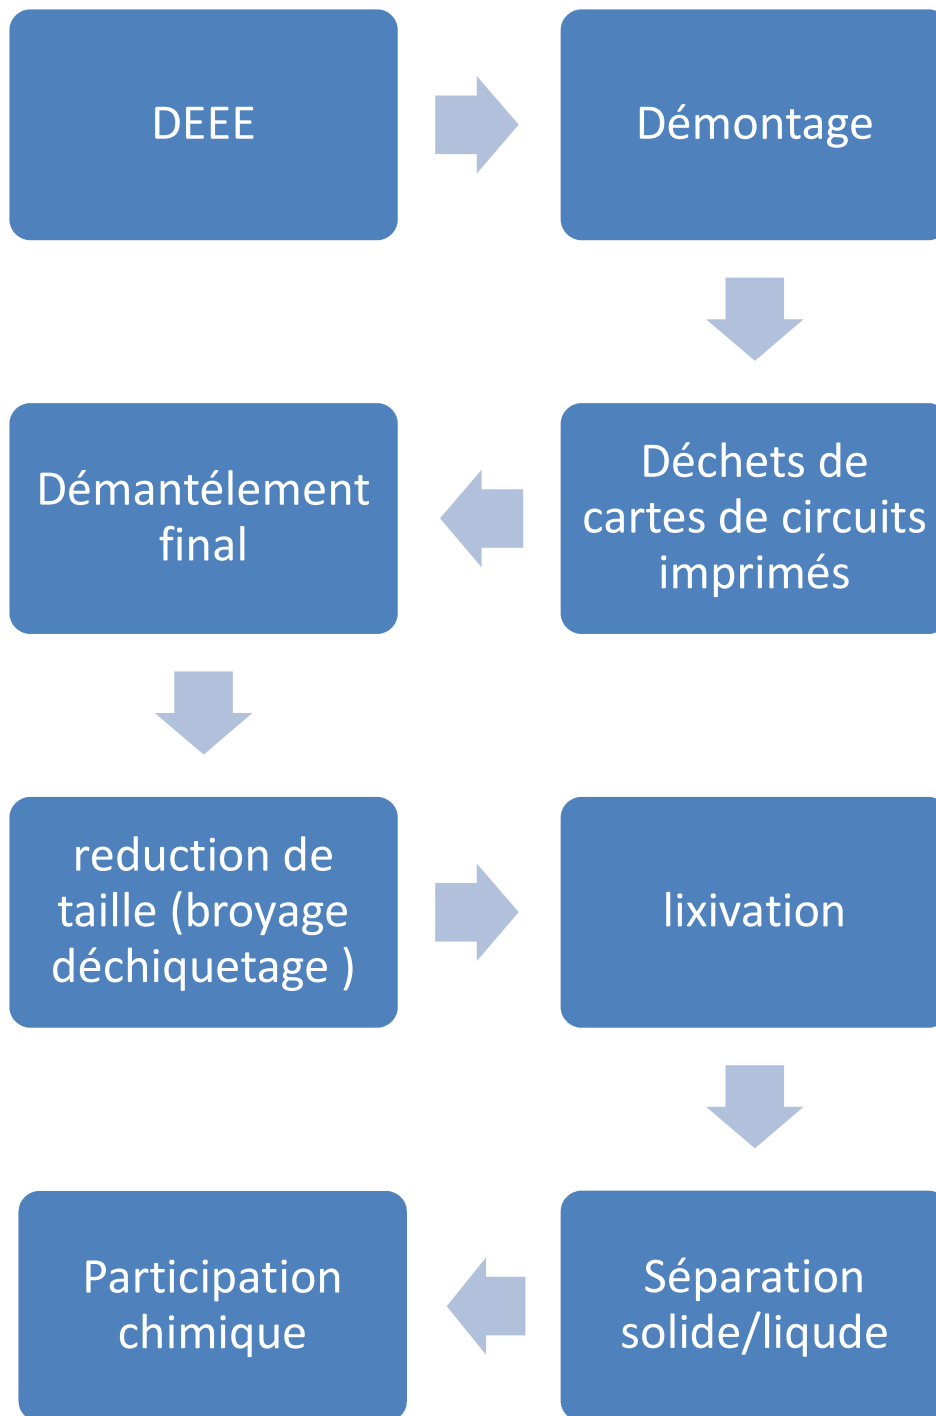 DEEE
Démontage
Déchets de
cartes de circuits
imprimés
Démantélement
final
reduction de
taille (broyage
déchiquetage )
lixivation
Séparation
solide/liqude
Participation
chimique